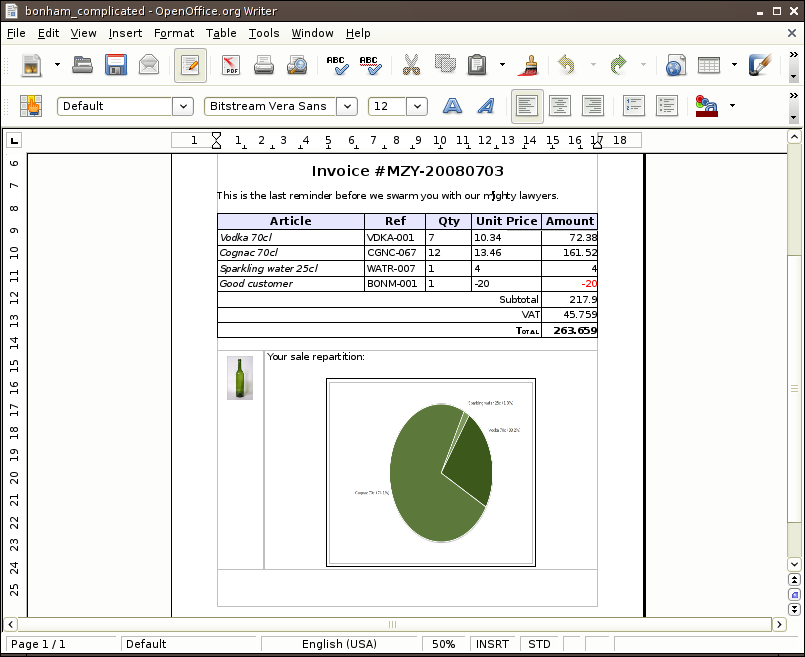 bonham_complicated - OpenOffice.org Writer
File Edit View Insert Format Table Tools Window Help
PDF ABC ABC
Default Bitstream Vera Sans 12
1 1 2 3 4 5 6 7 8 9 10 11 12 13 14 15 16 17 18
6
7
8
9
10
11
12
13
14
15
16
17
18
19
20
21
22
23
24
25
Invoice #MZY-20080703
This is the last reminder before we swarm you with our mighty lawyers.
Article Ref Qty Unit Price Amount
Vodka 70cl VDKA-001 7 10.34 72.38
Cognac 70cl CGNC-067 12 13.46 161.52
Sparkling water 25cl WATR-007 1 4 4
Good customer BONM-001 1 -20 -20
Subtotal 217.9
VAT 45.759
Total 263.659
Your sale repartition:
Sparkling water 25cl
Vodka 70cl
Cognac 70cl
Page 1 / 1 Default English (USA) 50% INSRT STD